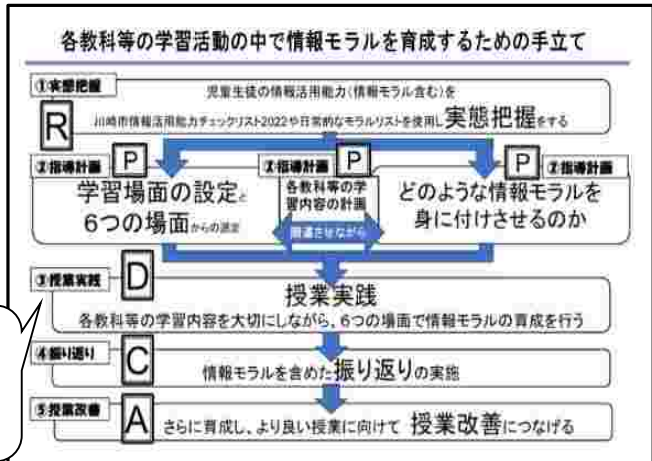 各教科等の学習活動の中で情報モラルを育成するための手立て
①実態把握
R
児童生徒の情報活用能力(情報モラル含む)を
川崎市情報活用能力チェックリスト2022や日常的なモラルリストを使用し実態把握をする
②指導計画 P
学習場面の設定と
6つの場面からの選定
②指導計画 P
各教科等の学
習内容の計画
関連させながら
P ②指導計画
どのような情報モラルを
身に付けさせるのか
③授業実践 D
授業実践
各教科等の学習内容を大切にしながら、6つの場面で情報モラルの育成を行う
④振り返り C
情報モラルを含めた振り返りの実施
⑤授業改善 A
さらに育成し、より良い授業に向けて 授業改善につなげる